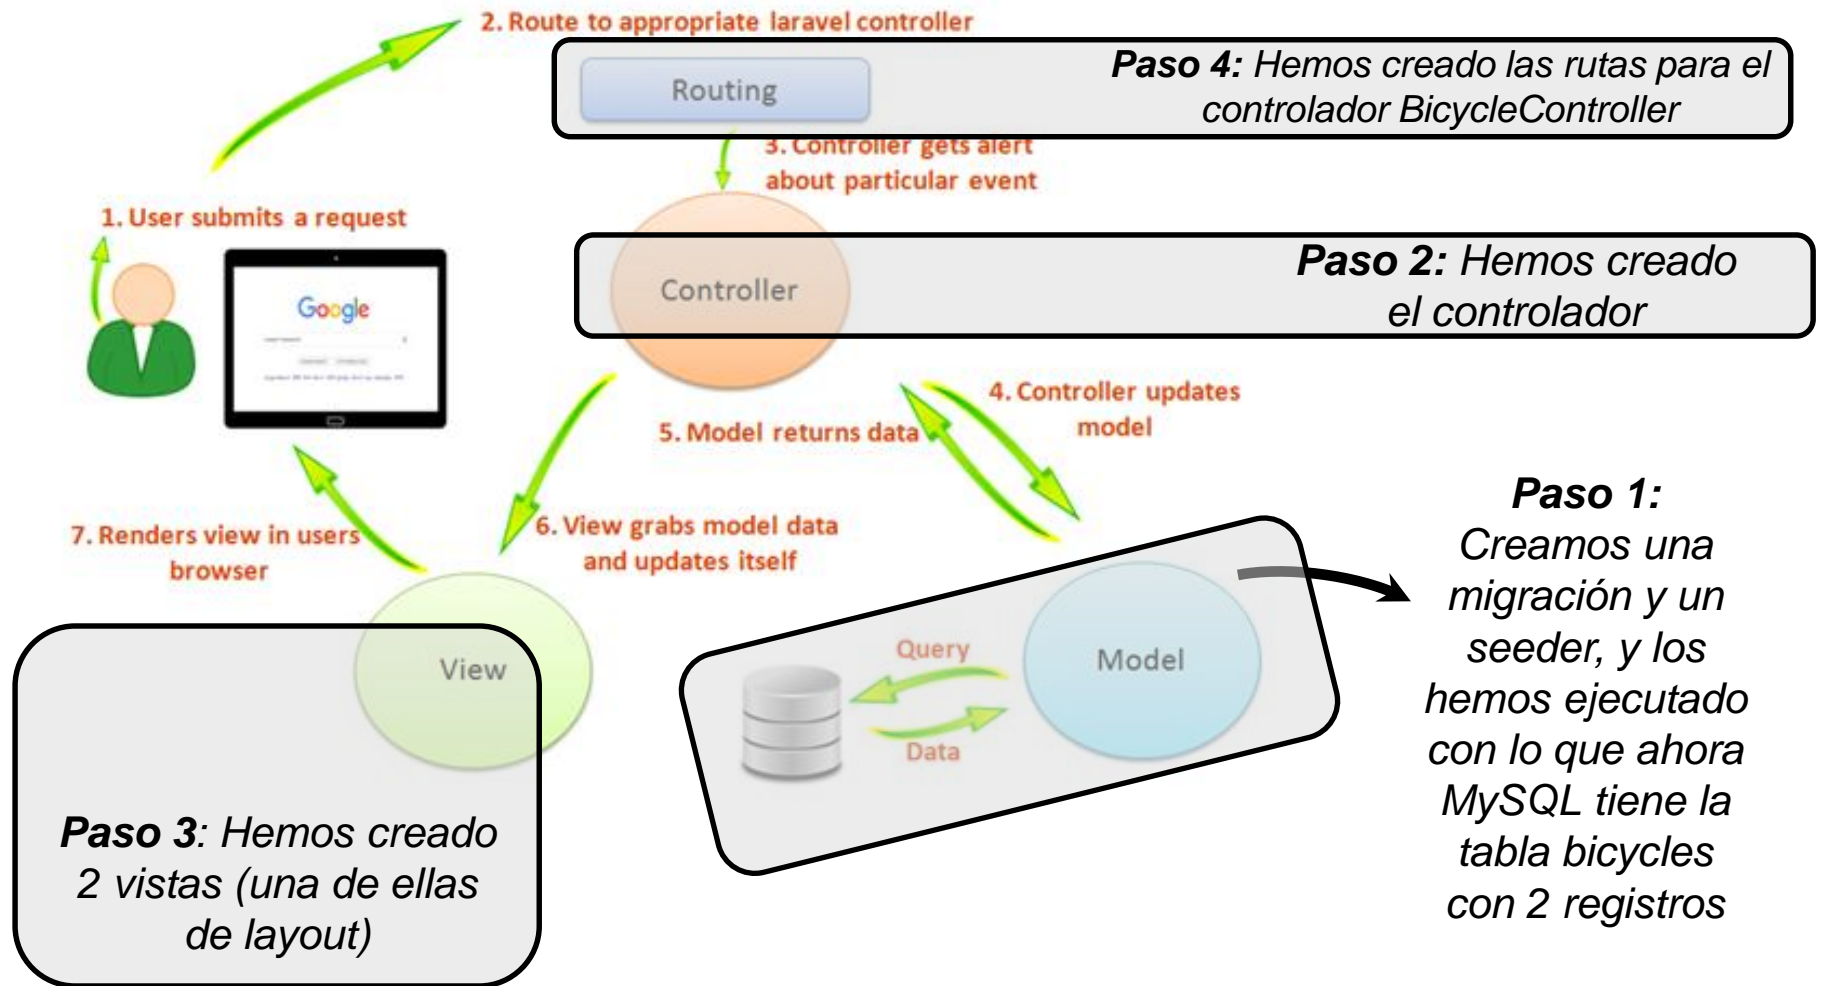 2. Route to appropriate laravel controller
Routing
Paso 4: Hemos creado las rutas para el
controlador BicycleController
3. Controller gets alert
about particular event
1. User submits a request
Google
Controller
Paso 2: Hemos creado
el controlador
4. Controller updates
model
5. Model returns data
6. View grabs model data
and updates itself
7. Renders view in users
browser
View
Query
Data
Model
Paso 1:
Creamos una
migración y un
seeder, y los
hemos ejecutado
con lo que ahora
MySQL tiene la
tabla bicycles
con 2 registros
Paso 3: Hemos creado
2 vistas (una de ellas
de layout)